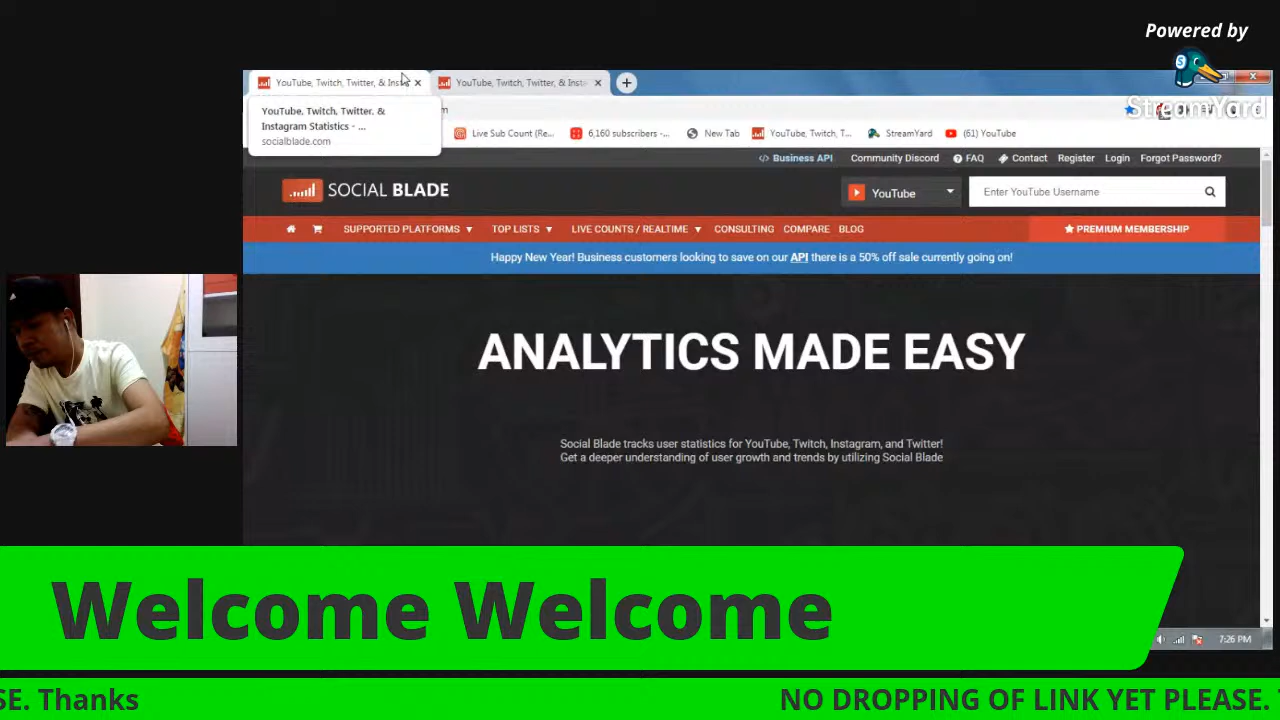 Powered by
StreamYard
YouTube, Twitch, Twitter, & Inst
YouTube, Twitch, Twitter, & Insta
YouTube, Twitch, Twitter, &
Instagram Statistics - ...
socialblade.com
Live Sub Count (Re...
6,160 subscribers -...
New Tab
YouTube, Twitch, T...
StreamYard
(61) YouTube
</> Business API
Community Discord
FAQ
Contact
Register
Login
Forgot Password?
SOCIAL BLADE
YouTube
Enter YouTube Username
SUPPORTED PLATFORMS
TOP LISTS
LIVE COUNTS / REALTIME
CONSULTING
COMPARE
BLOG
PREMIUM MEMBERSHIP
Happy New Year! Business customers looking to save on our API there is a 50% off sale currently going on!
ANALYTICS MADE EASY
Social Blade tracks user statistics for YouTube, Twitch, Instagram, and Twitter!
Get a deeper understanding of user growth and trends by utilizing Social Blade
Welcome Welcome
7:26 PM
SE. Thanks
NO DROPPING OF LINK YET PLEASE.